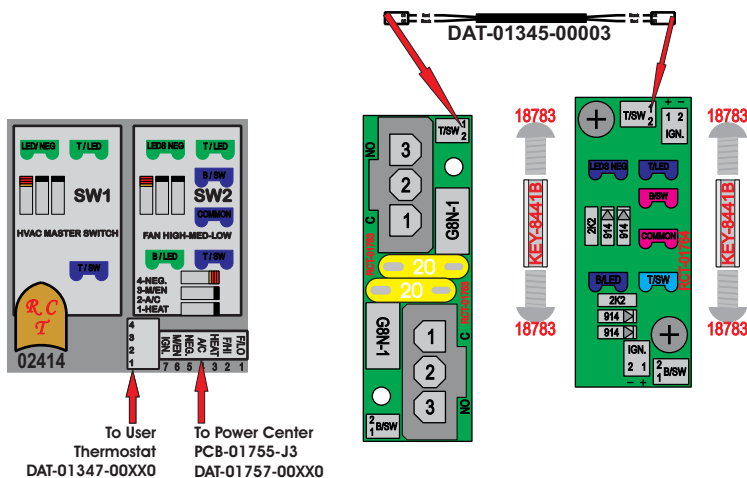 DAT-01345-00003
LED/ NEG
T / LED
SW1
HVAC MASTER SWITCH
T / SW
LEDS NEG
T / LED
B / SW
SW2
COMMON
FAN HIGH-MED-LOW
B / LED
T / SW
4-NEG.
3-M/EN
2-A/C
1-HEAT
R C
T
02414
4
3
2
1
IGN.
M/EN
NEG.
A/C
HEAT
F/HI
F/LO
7 6 5 4 3 2 1
To User
Thermostat
DAT-01347-00XX0
To Power Center
PCB-01755-J3
DAT-01757-00XX0
T/SW
1
2
NO
3
2
1
C
G8N-1
20
20
G8N-1
C
1
2
3
NO
2
1
B/SW
18783
KEY-8441B
18783
T/SW
1
2
+ -
1 2
IGN.
LEDS NEG
T/LED
B/SW
2K2
914
914
COMMON
RCT-01764
B/LED
T/SW
2K2
914
914
IGN.
2 1
- +
2
1
B/SW
18783
KEY-8441B
18783